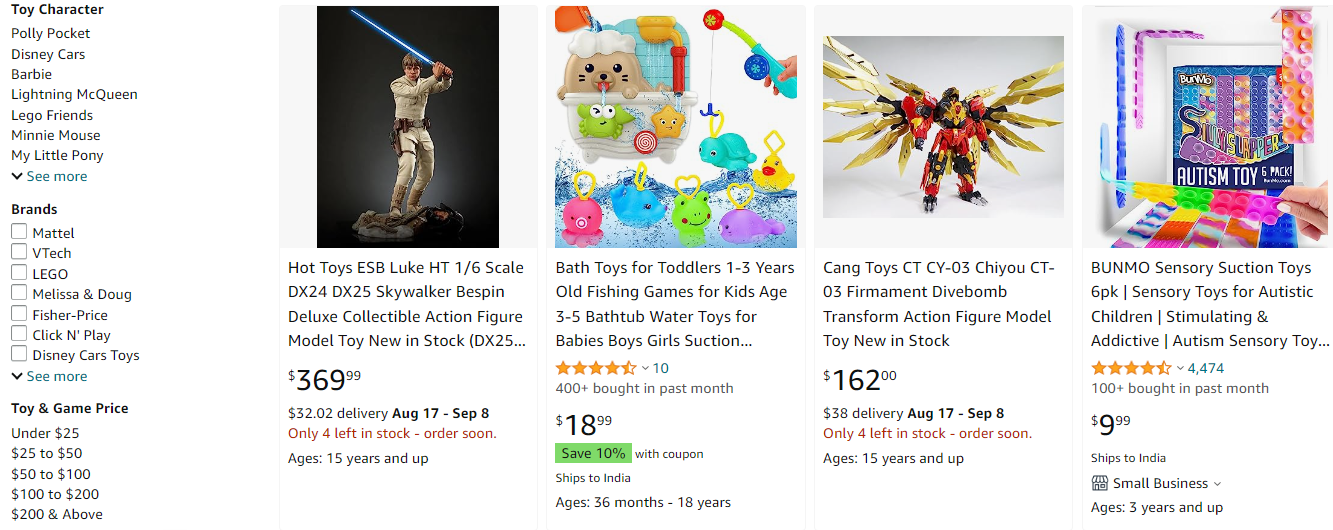 Toy Character
Polly Pocket
Disney Cars
Barbie
Lightning McQueen
Lego Friends
Minnie Mouse
My Little Pony
See more
Brands
Mattel
VTech
LEGO
Melissa & Doug
Fisher-Price
Click N' Play
Disney Cars Toys
See more
Toy & Game Price
Under $25
$25 to $50
$50 to $100
$100 to $200
$200 & Above
Hot Toys ESB Luke HT 1/6 Scale
DX24 DX25 Skywalker Bespin
Deluxe Collectible Action Figure
Model Toy New in Stock (DX25...
$36999
$32.02 delivery Aug 17 - Sep 8
Only 4 left in stock - order soon.
Ages: 15 years and up
Bath Toys for Toddlers 1-3 Years
Old Fishing Games for Kids Age
3-5 Bathtub Water Toys for
Babies Boys Girls Suction...
10
400+ bought in past month
$1899
Save 10% with coupon
Ships to India
Ages: 36 months - 18 years
Cang Toys CT CY-03 Chiyou CT-
03 Firmament Divebomb
Transform Action Figure Model
Toy New in Stock
$16200
$38 delivery Aug 17 - Sep 8
Only 4 left in stock - order soon.
Ages: 15 years and up
BunMo
SILLY SLAPPERS
AUTISM TOY 6 PACK!
BunMo.com
BUNMO Sensory Suction Toys
6pk | Sensory Toys for Autistic
Children | Stimulating &
Addictive | Autism Sensory Toy...
4,474
100+ bought in past month
$999
Ships to India
Small Business
Ages: 3 years and up